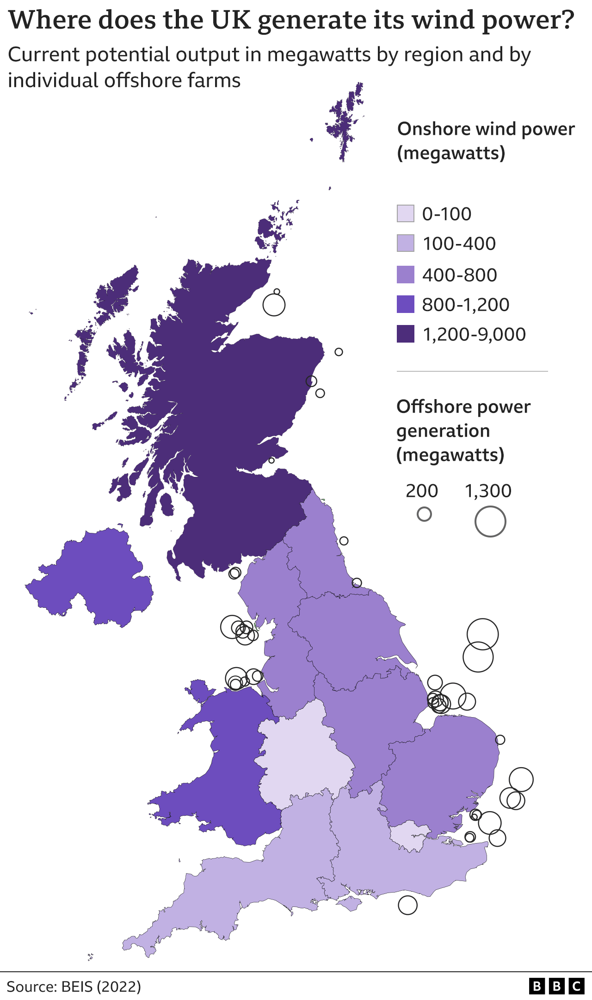 Where does the UK generate its wind power?
Current potential output in megawatts by region and by
individual offshore farms
Onshore wind power
(megawatts)
0-100
100-400
400-800
800-1,200
1,200-9,000
Offshore power
generation
(megawatts)
200 1,300
Source: BEIS (2022)
BBC